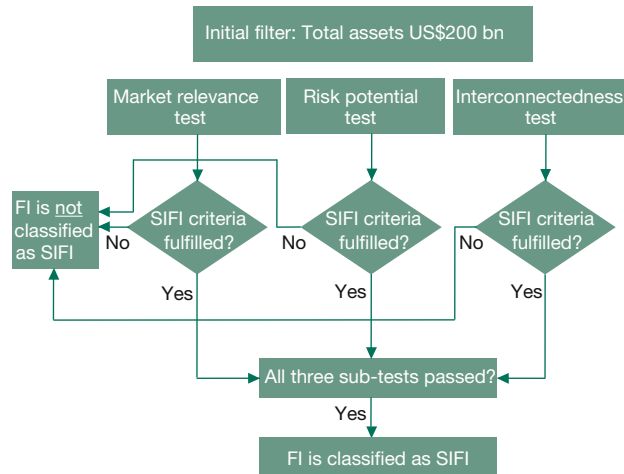 Initial filter: Total assets US$200 bn
Market relevance
test
Risk potential
test
Interconnectedness
test
FI is not
classified
as SIFI
SIFI criteria
fulfilled?
SIFI criteria
fulfilled?
SIFI criteria
fulfilled?
No
No
No
Yes
Yes
Yes
All three sub-tests passed?
Yes
FI is classified as SIFI